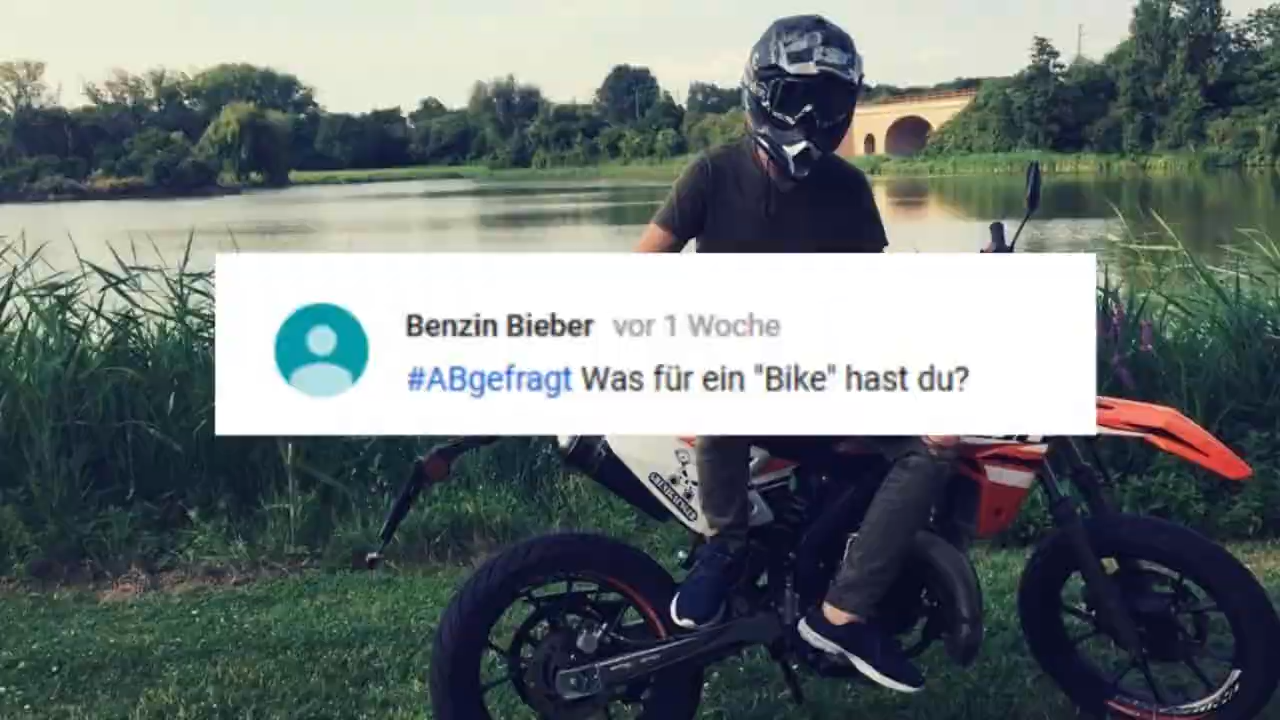 Benzin Bieber vor 1 Woche
#ABgefragt Was für ein "Bike" hast du?